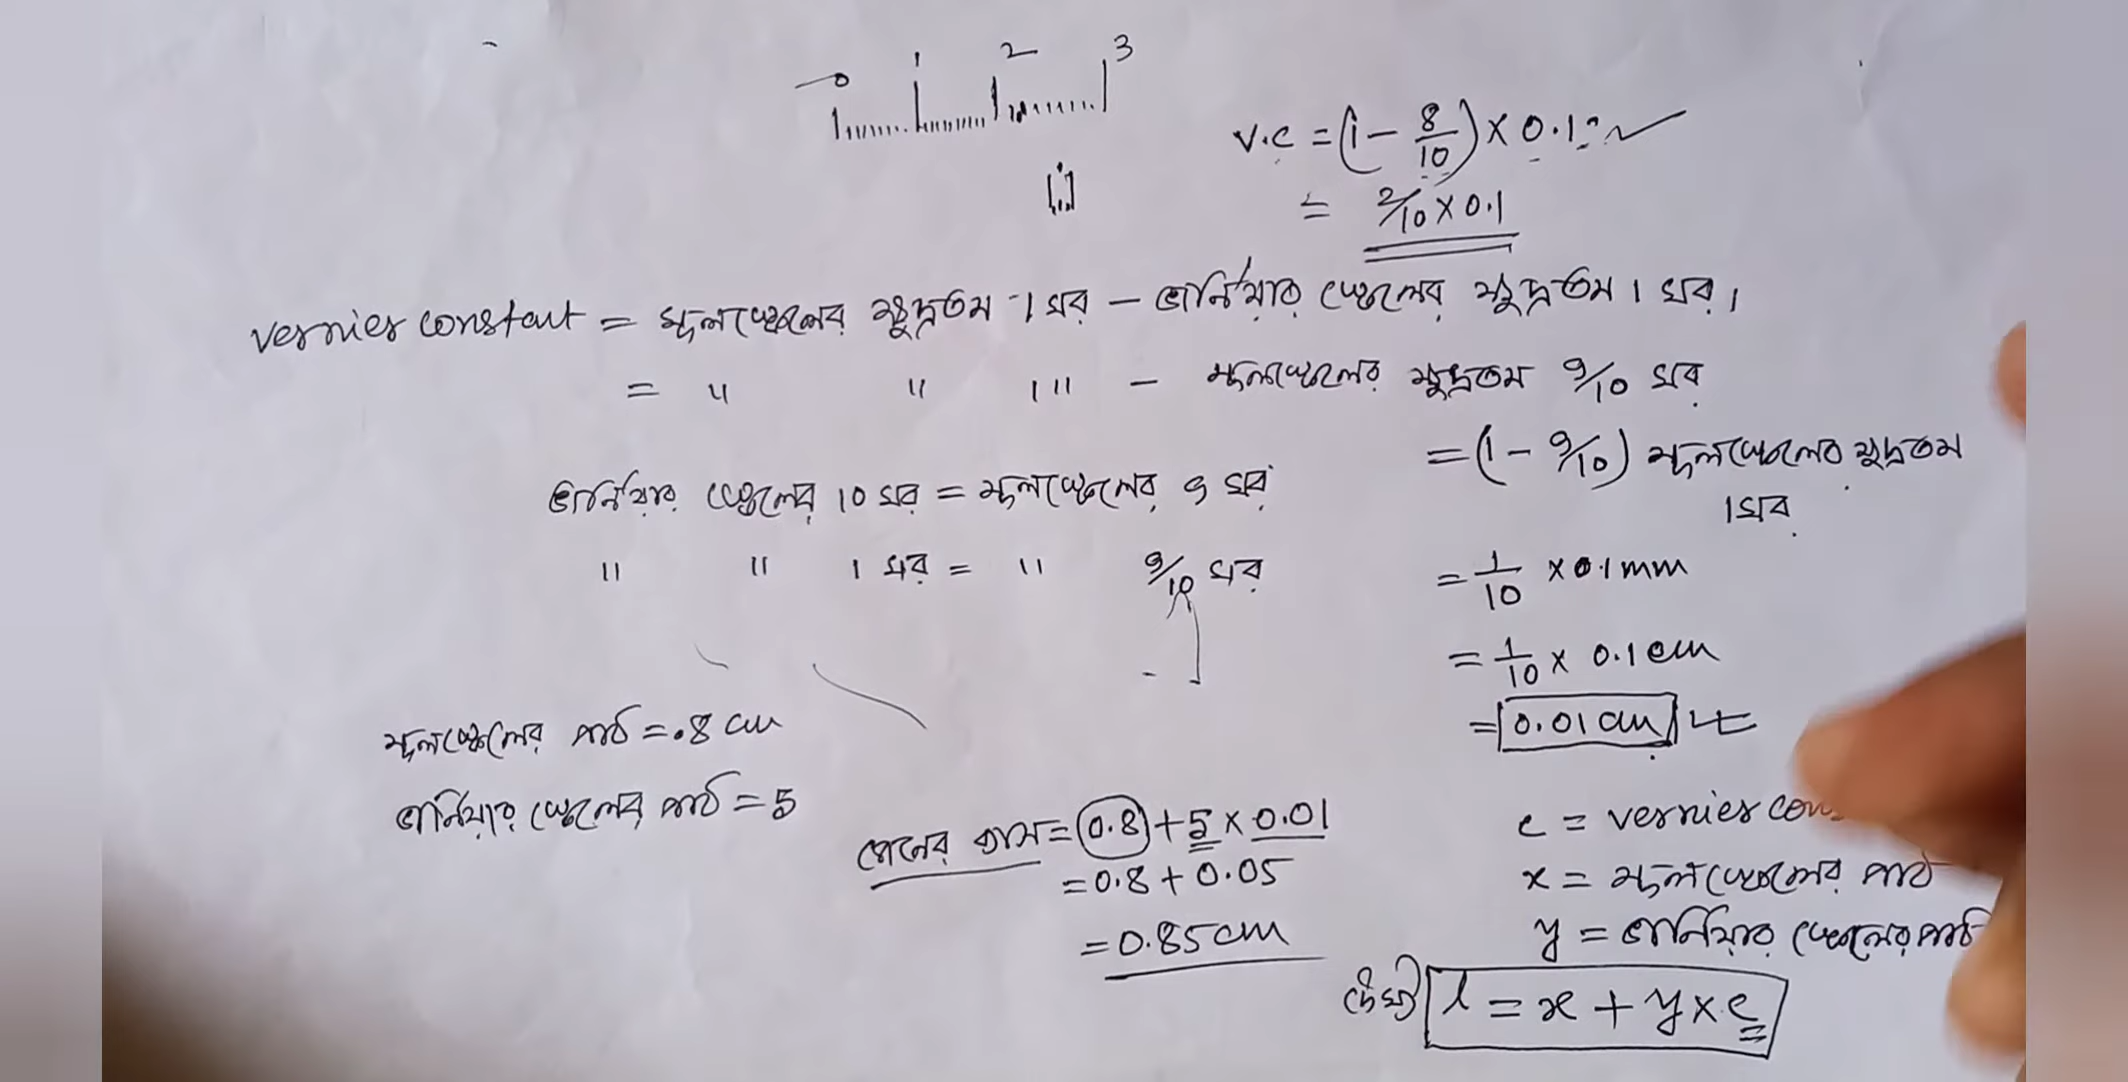 0 1 2 3
V.C = (1 - 8/10) × 0.1
= 2/10 × 0.1
vernier constant = মূলস্কেলের ক্ষুদ্রতম 1 ঘর - ভার্নিয়ার স্কেলের ক্ষুদ্রতম 1 ঘর।
= " " 1 " - মূলস্কেলের ক্ষুদ্রতম 9/10 ঘর
= (1 - 9/10) মূলস্কেলের ক্ষুদ্রতম
1 ঘর
ভার্নিয়ার স্কেলের 10 ঘর = মূলস্কেলের 9 ঘর
" " 1 ঘর = " 9/10 ঘর
= 1/10 × 0.1 mm
= 1/10 × 0.1 cm
= 0.01 cm
মূলস্কেলের পাঠ = .8 cm
ভার্নিয়ার স্কেলের পাঠ = 5
পেনের ব্যাস = 0.8 + 5 × 0.01
= 0.8 + 0.05
= 0.85 cm
c = vernier con
x = মূলস্কেলের পাঠ
y = ভার্নিয়ার স্কেলের পাঠ
দৈর্ঘ্য l = x + y × c